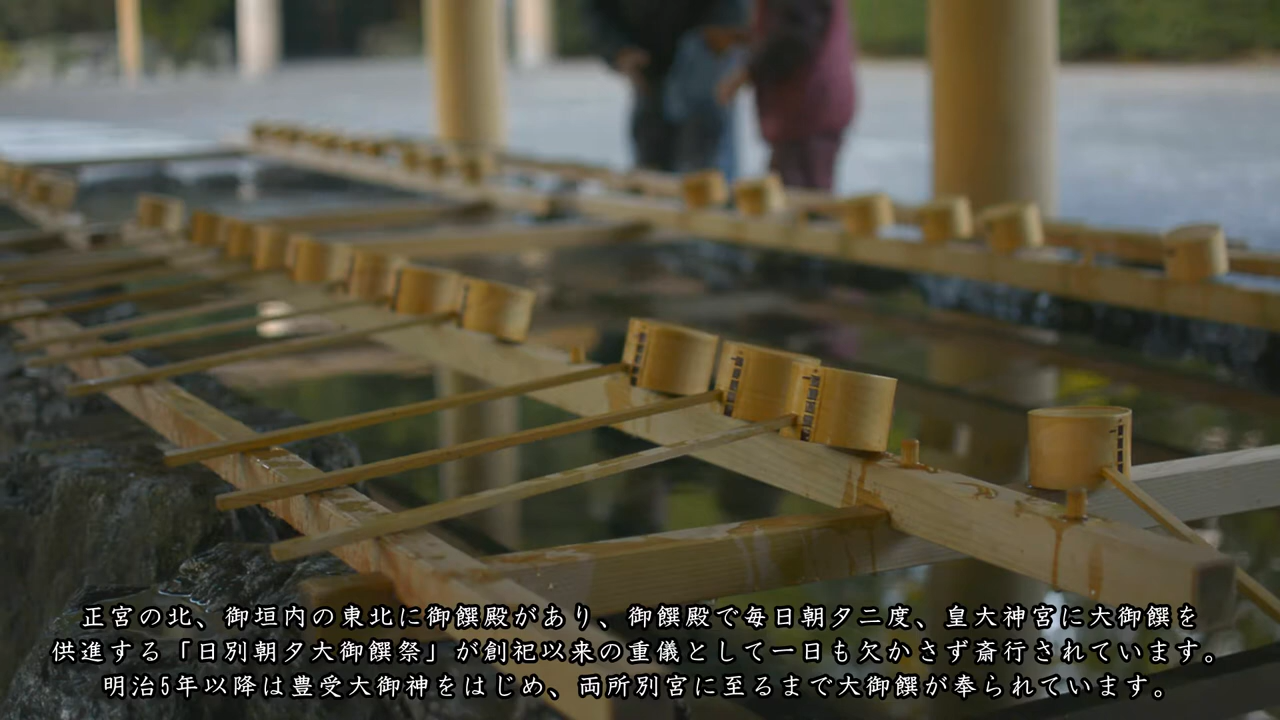 正宮の北、御垣内の東北に御饌殿があり、御饌殿で毎日朝夕二度、皇大神宮に大御饌を
供進する「日別朝夕大御饌祭」が創祀以来の重儀として一日も欠かさず斎行されています。
明治5年以降は豊受大御神をはじめ、両所別宮に至るまで大御饌が奉られています。